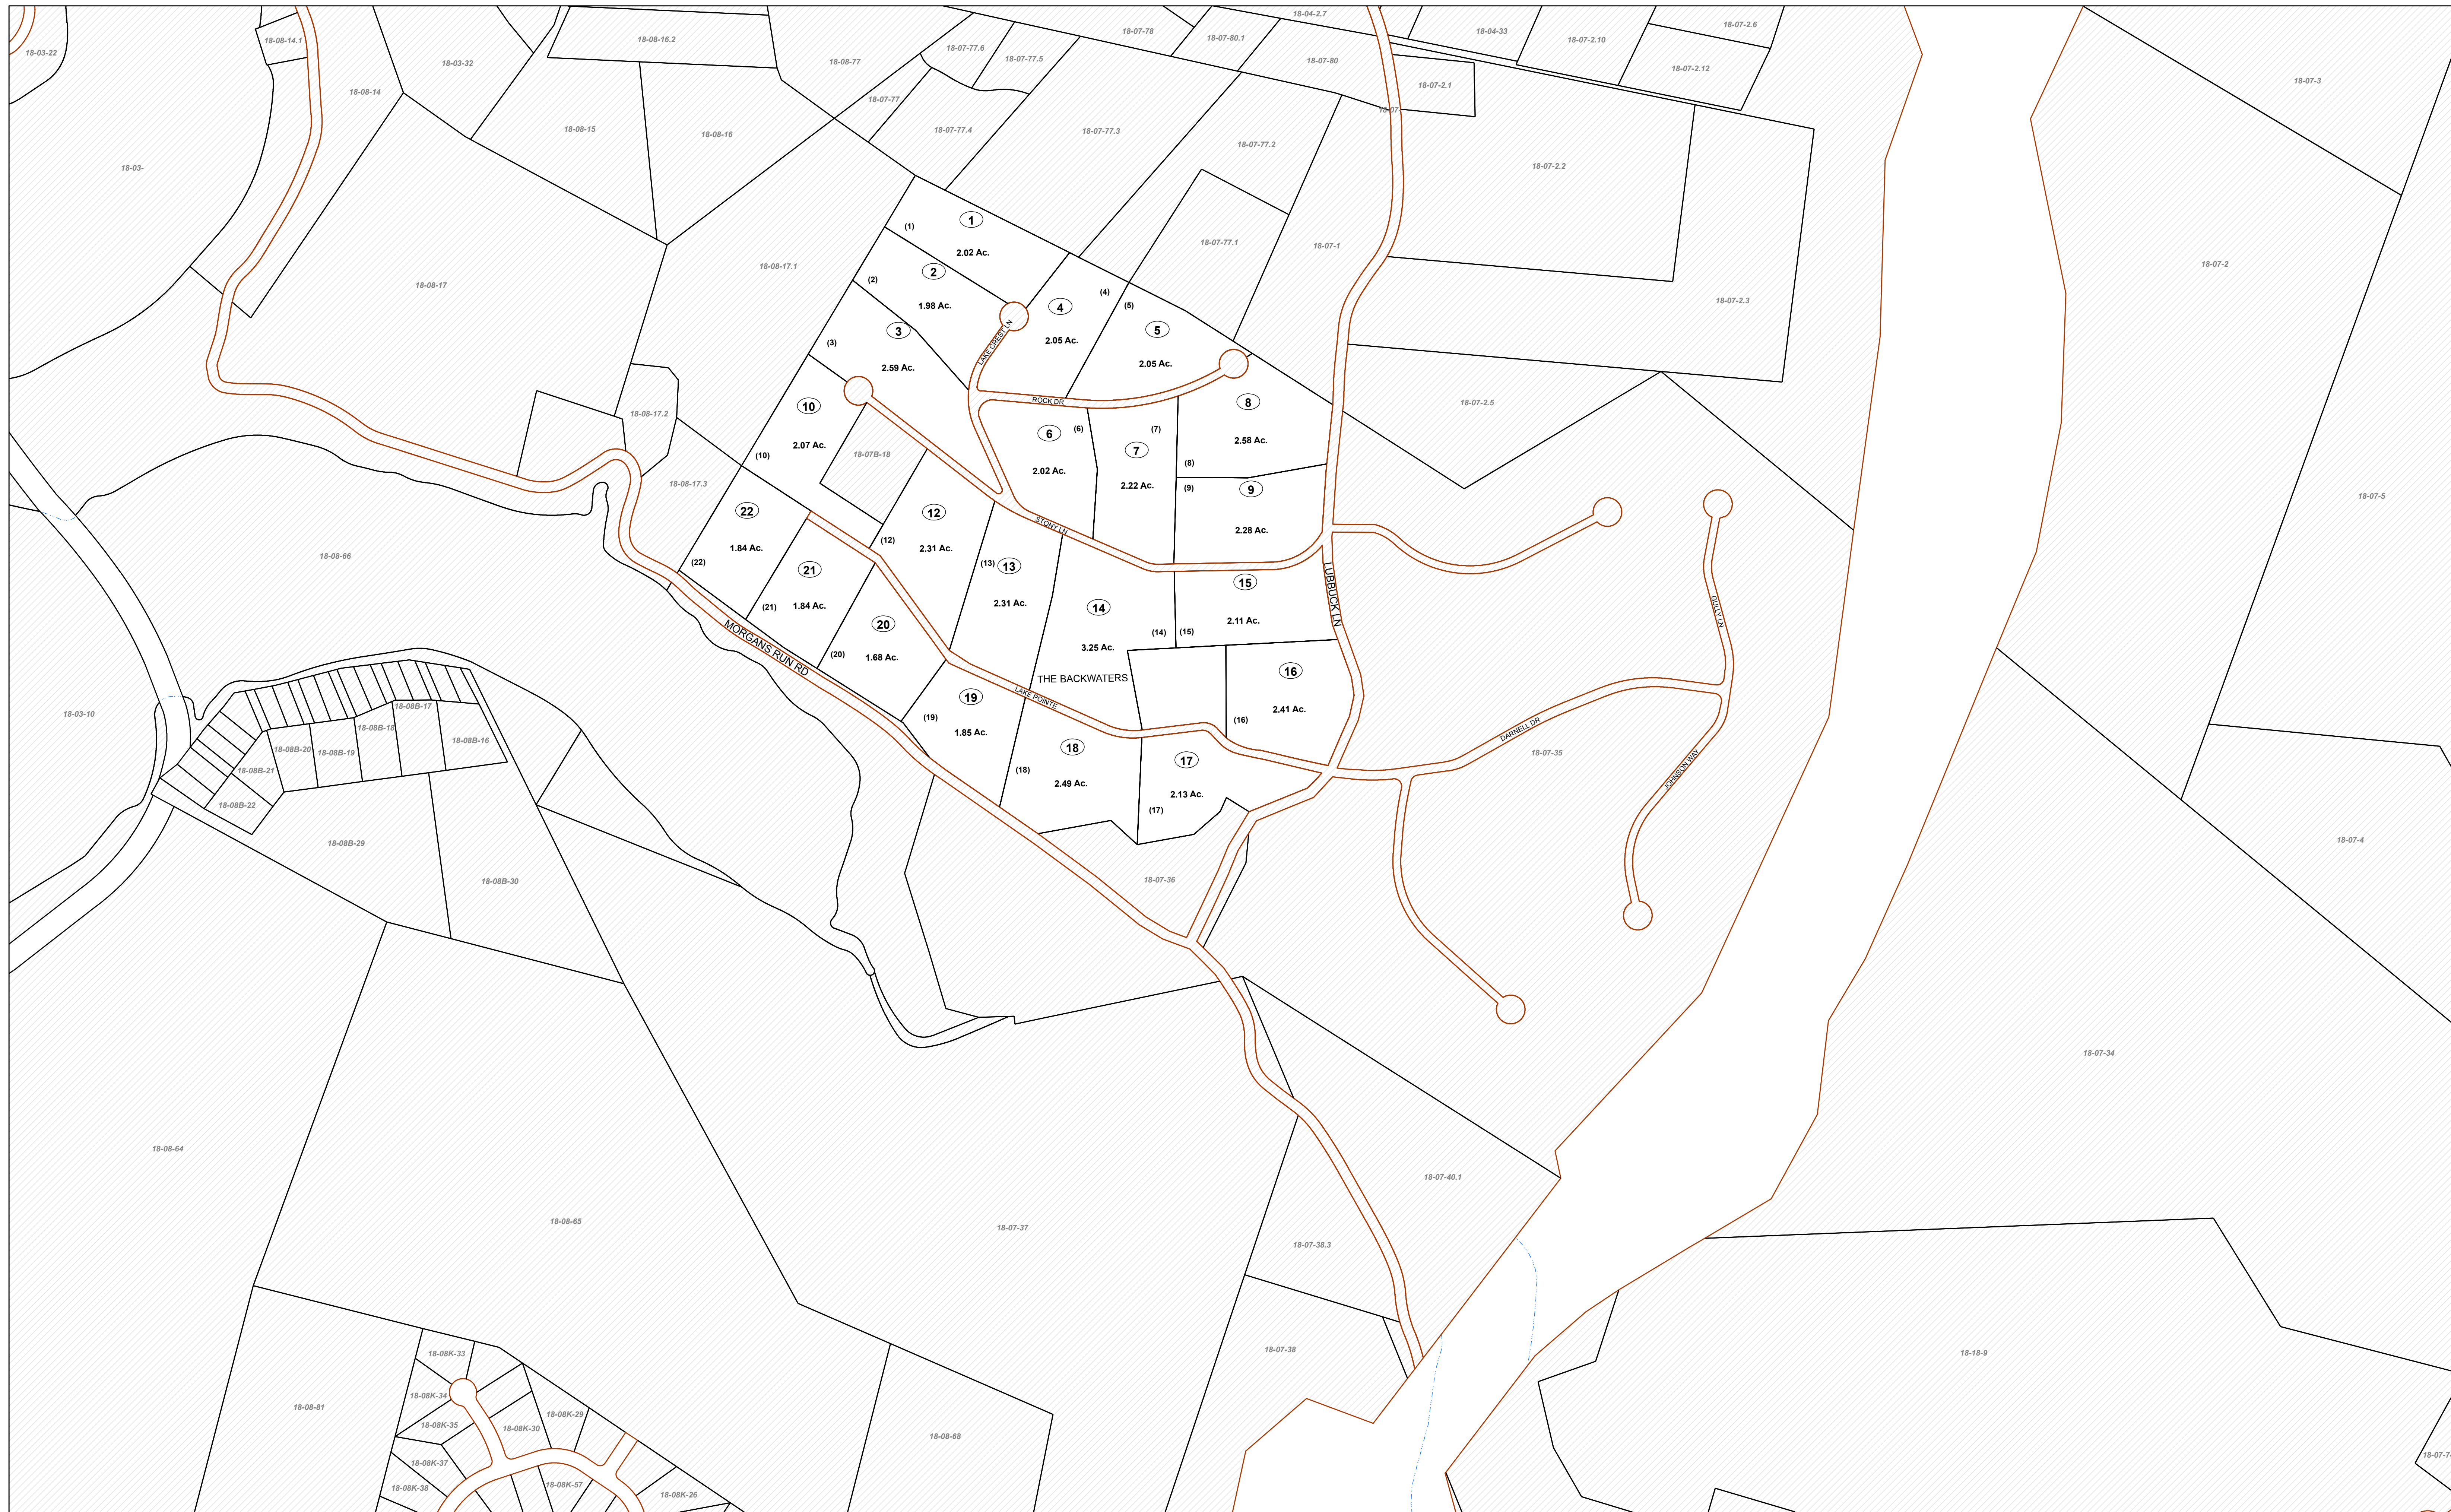 18-04-2.7
18-07-2.6
18-07-78
18-04-33
18-07-80.1
18-07-2.10
18-08-14.1
18-08-16.2
18-03-22
18-07-77.6
18-07-77.5
18-08-77
18-03-32
18-07-80
18-07-2.12
18-07-3
18-07-2.1
18-08-14
18-07-77
18-07-
18-08-15
18-08-16
18-07-77.4
18-07-77.3
18-07-77.2
18-07-2.2
18-03-
1
(1)
2.02 Ac.
18-07-77.1
18-07-1
18-08-17.1
18-07-2
2
(2)
1.98 Ac.
18-08-17
(4)
4
(5)
18-07-2.3
3
5
LAKE CREST LN
(3)
2.05 Ac.
2.59 Ac.
2.05 Ac.
ROCK DR
8
18-07-2.5
10
18-08-17.2
(6)
(7)
6
2.58 Ac.
2.07 Ac.
7
18-07B-18
(10)
(8)
2.02 Ac.
18-08-17.3
2.22 Ac.
(9)
9
18-07-5
22
12
STONY LN
2.28 Ac.
(12)
1.84 Ac.
2.31 Ac.
18-08-66
(22)
(13)
13
21
LUBBUCK LN
15
2.31 Ac.
(21)
1.84 Ac.
14
GULLY LN
2.11 Ac.
20
MORGANS RUN RD
(14)
(15)
3.25 Ac.
(20)
1.68 Ac.
16
THE BACKWATERS
19
LAKE POINTE
18-08B-17
2.41 Ac.
18-03-10
(19)
(16)
18-08B-18
1.85 Ac.
DARNELL DR
18-08B-16
18-08B-20
18-08B-19
18
18-07-35
17
18-08B-21
(18)
JOHNSON WAY
2.49 Ac.
2.13 Ac.
18-08B-22
(17)
18-07-4
18-08B-29
18-08B-30
18-07-36
18-07-34
18-08-64
18-07-40.1
18-08-65
18-07-37
18-07-38.3
18-07-38
18-18-9
18-08K-33
18-08K-34
18-08-81
18-08K-29
18-08K-35
18-08K-30
18-08-68
18-07-7
18-08K-37
18-08K-57
18-08K-38
18-08K-26